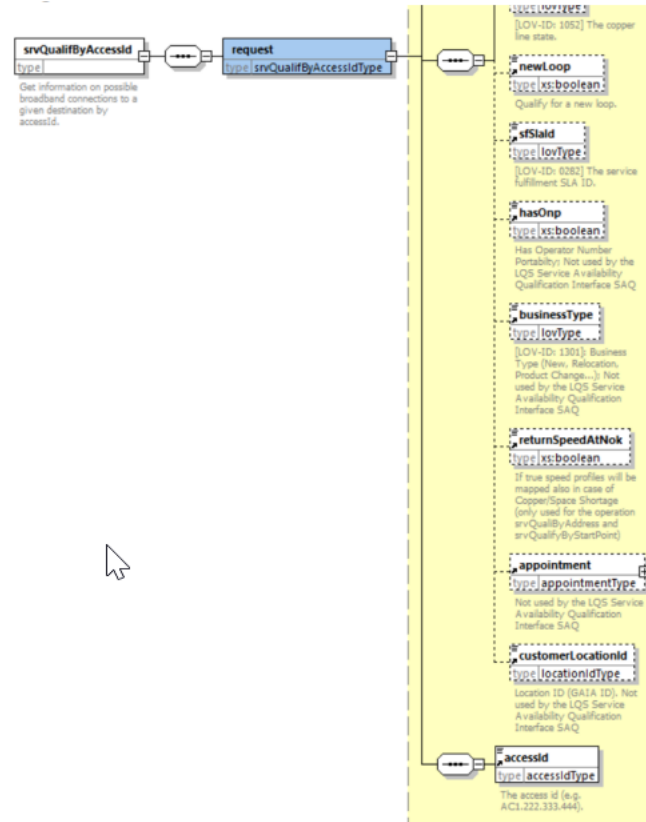 type lovType
[LOV-ID: 1052] The copper
line state.
srvQualifByAccessId
type
Get information on possible
broadband connections to a
given destination by
accessId.
request
type srvQualifByAccessIdType
newLoop
type xs:boolean
Qualify for a new loop.
sfSlaId
type lovType
[LOV-ID: 0282] The service
fulfillment SLA ID.
hasOnp
type xs:boolean
Has Operator Number
Portabilty; Not used by the
LQS Service Availability
Qualification Interface SAQ
businessType
type lovType
[LOV-ID: 1301]: Business
Type (New, Relocation,
Product Change...); Not
used by the LQS Service
Availability Qualification
Interface SAQ
returnSpeedAtNok
type xs:boolean
If true speed profiles will be
mapped also in case of
Copper/Space Shortage
(only used for the operation
srvQualiByAddress and
srvQualifyByStartPoint)
appointment
type appointmentType
Not used by the LQS Service
Availability Qualification
Interface SAQ
customerLocationId
type locationIdType
Location ID (GAIA ID). Not
used by the LQS Service
Availability Qualification
Interface SAQ
accessId
type accessIdType
The access id (e.g.
AC1.222.333.444).